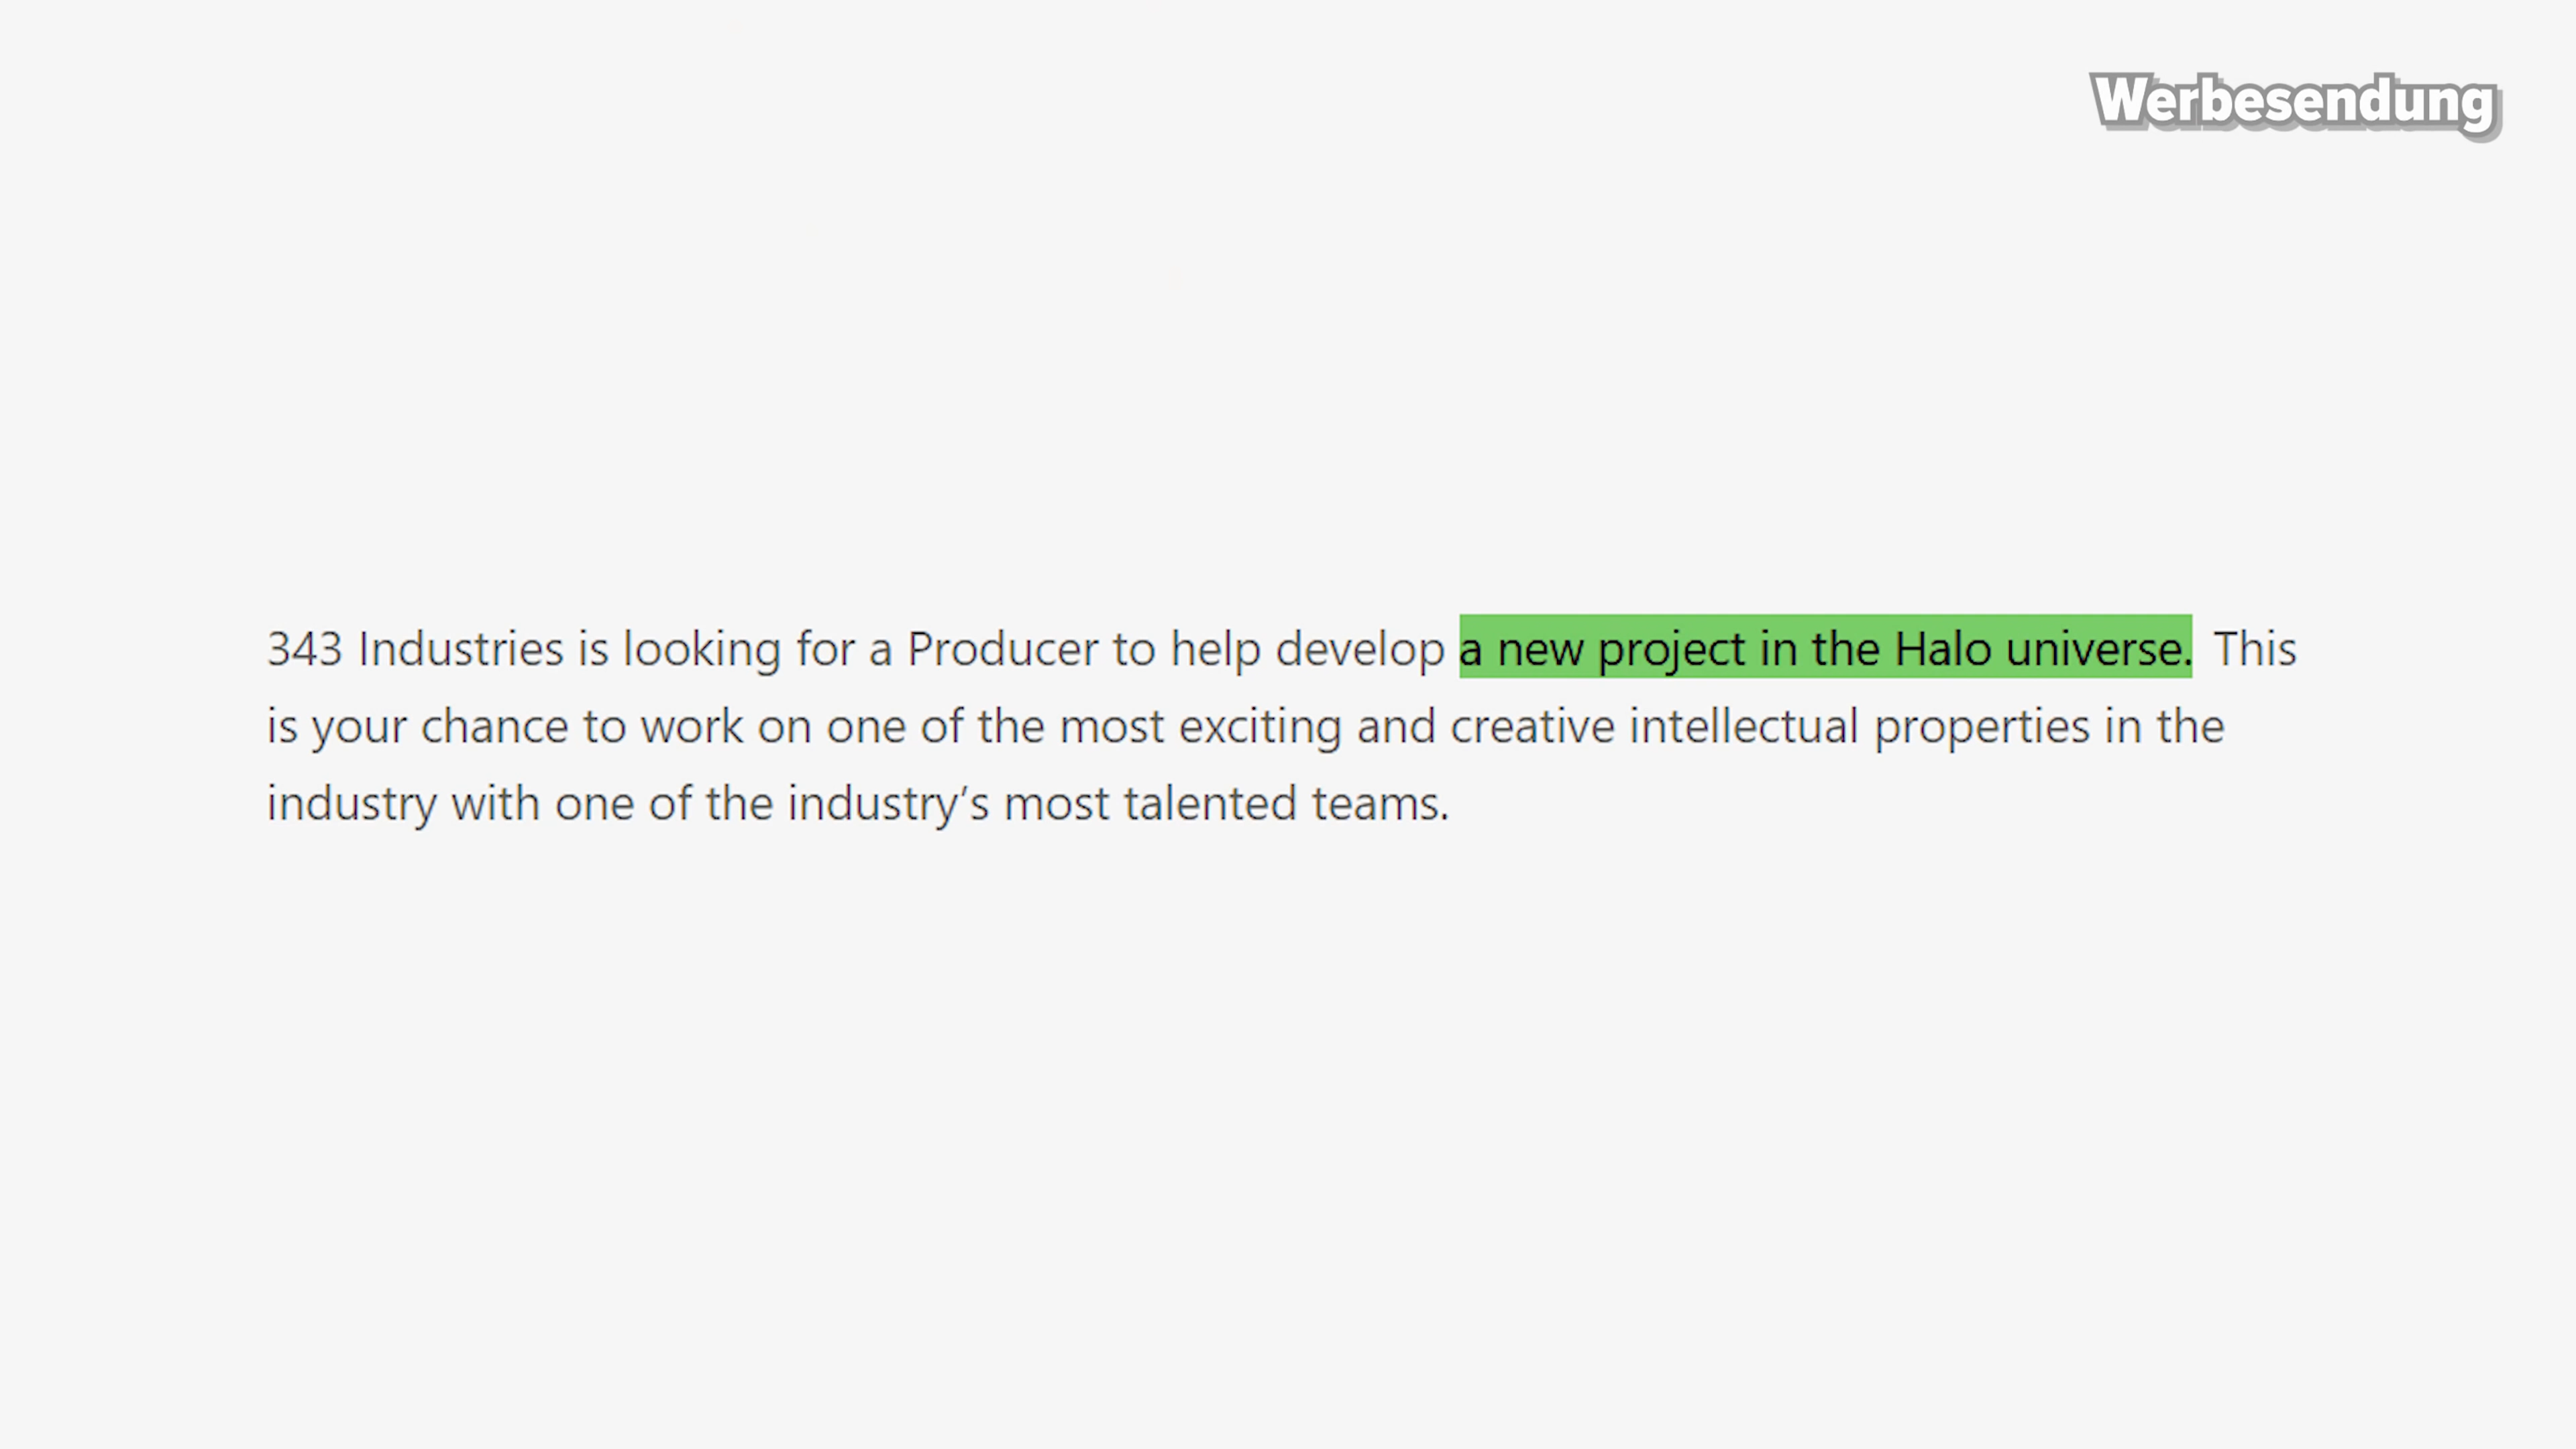 Werbesendung
343 Industries is looking for a Producer to help develop a new project in the Halo universe. This
is your chance to work on one of the most exciting and creative intellectual properties in the
industry with one of the industry’s most talented teams.